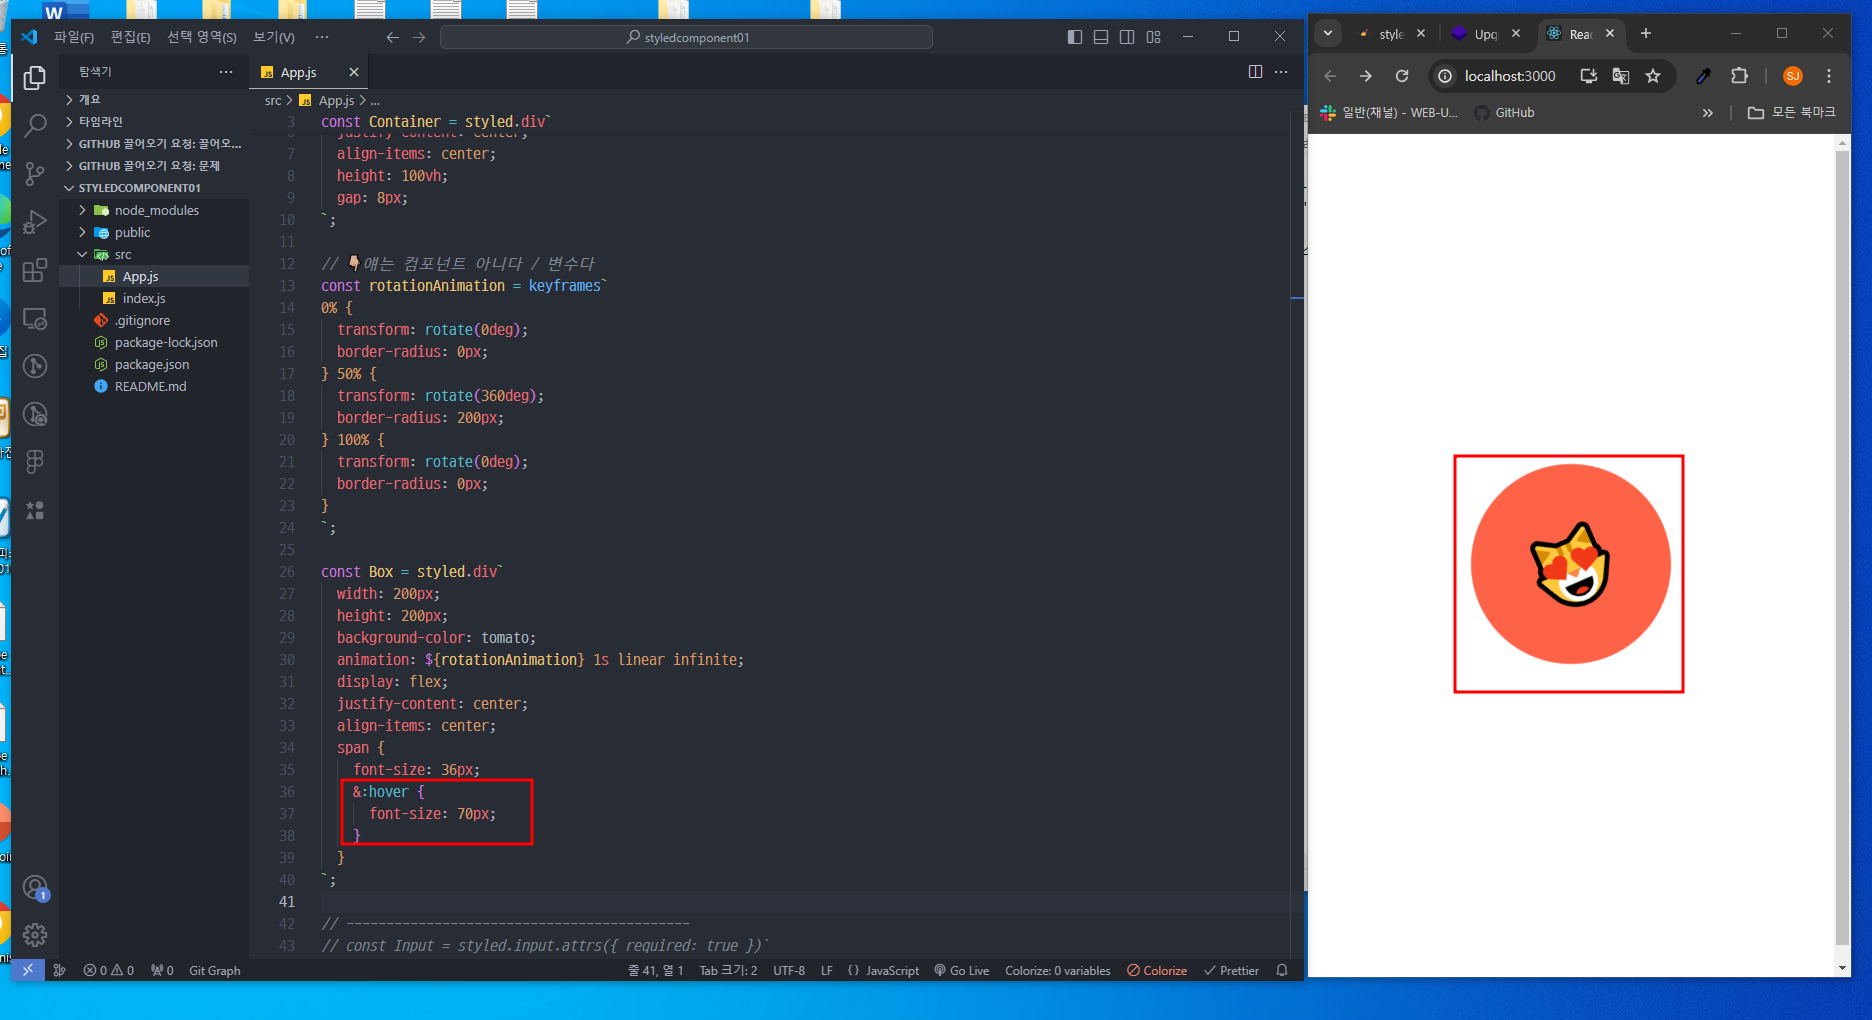 파일(F) 편집(E) 선택 영역(S) 보기(V) ··· styledcomponent01
탐색기
개요
타임라인
GITHUB 끌어오기 요청: 끌어오...
GITHUB 끌어오기 요청: 문제
STYLEDCOMPONENT01
node_modules
public
src
App.js
index.js
.gitignore
package-lock.json
package.json
README.md
1
App.js
src > App.js > ...
3 const Container = styled.div`
justify-content: center;
7 align-items: center;
8 height: 100vh;
9 gap: 8px;
10 `;
11
12 // 👇🏽얘는 컴포넌트 아니다 / 변수다
13 const rotationAnimation = keyframes`
14 0% {
15 transform: rotate(0deg);
16 border-radius: 0px;
17 } 50% {
18 transform: rotate(360deg);
19 border-radius: 200px;
20 } 100% {
21 transform: rotate(0deg);
22 border-radius: 0px;
23 }
24 `;
25
26 const Box = styled.div`
27 width: 200px;
28 height: 200px;
29 background-color: tomato;
30 animation: ${rotationAnimation} 1s linear infinite;
31 display: flex;
32 justify-content: center;
33 align-items: center;
34 span {
35 font-size: 36px;
36 &:hover {
37 font-size: 70px;
38 }
39 }
40 `;
41
42 // -------------------------------------------
43 // const Input = styled.input.attrs({ required: true })`
0 0 0 Git Graph 줄 41, 열 1 Tab 크기: 2 UTF-8 LF {} JavaScript Go Live Colorize: 0 variables Colorize Prettier
style Upg Reac
localhost:3000 SJ
일반(채널) - WEB-U... GitHub » 모든 북마크